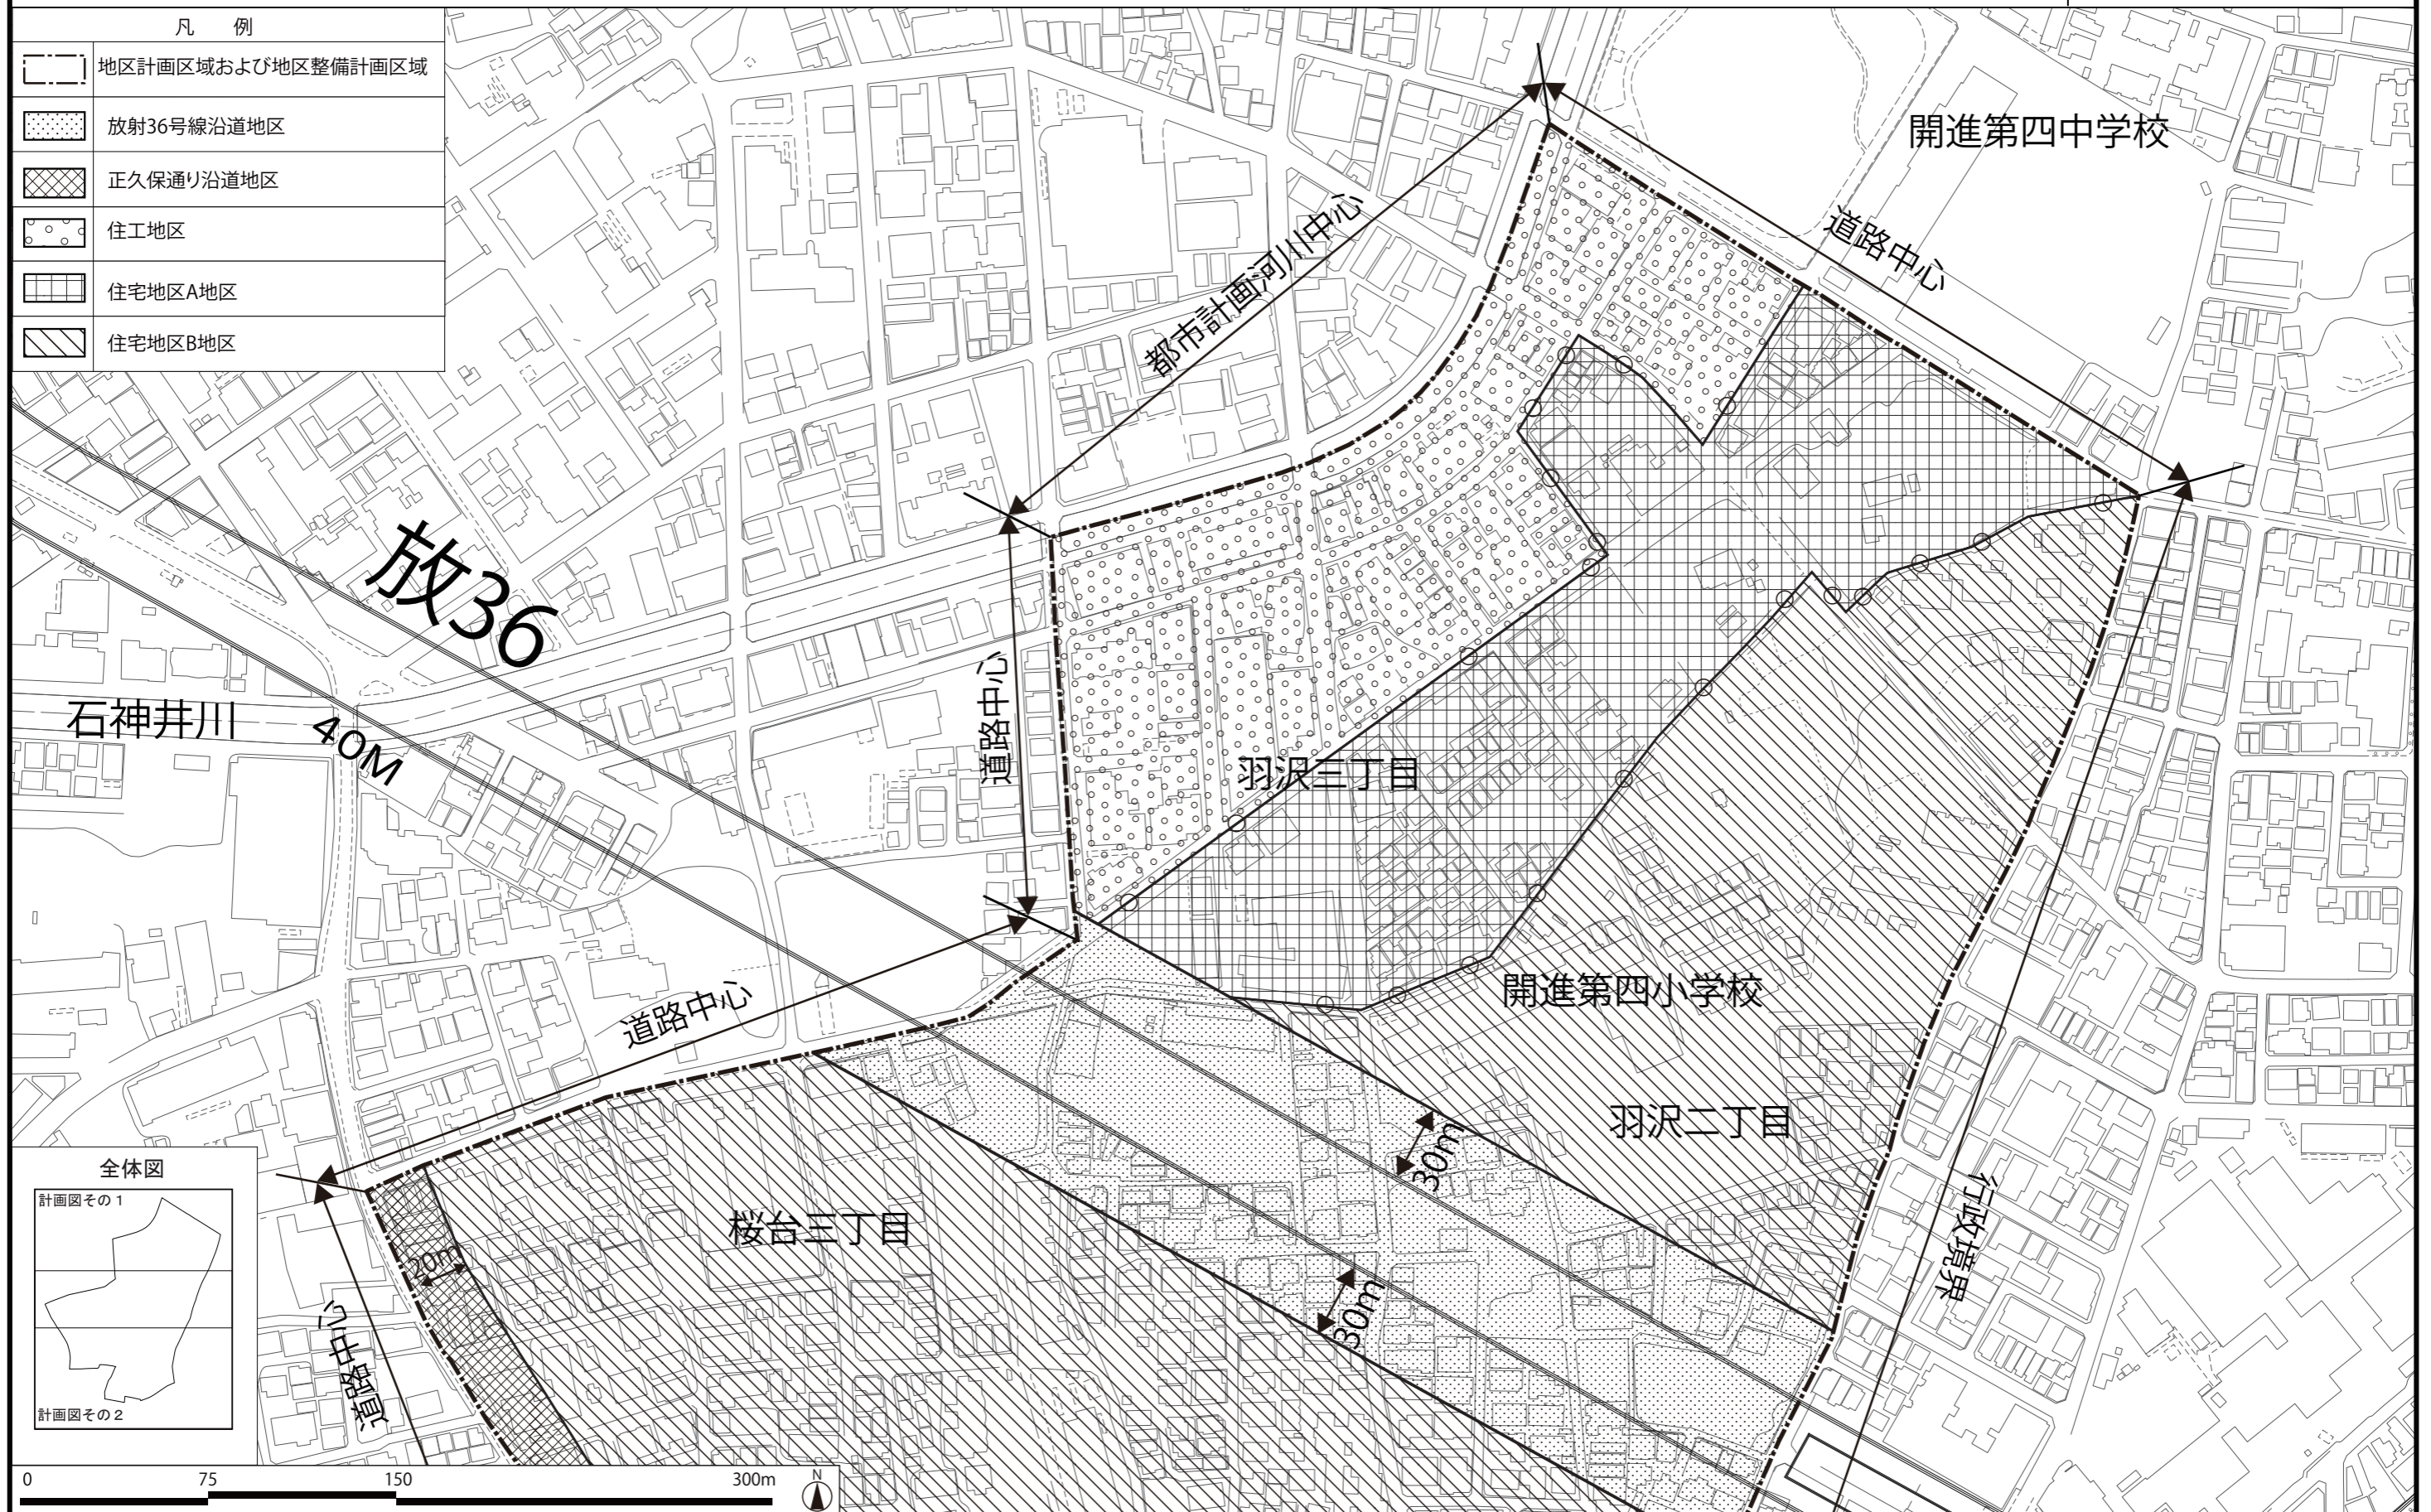 凡 例
地区計画区域および地区整備計画区域
放射36号線沿道地区
正久保通り沿道地区
住工地区
住宅地区A地区
住宅地区B地区
開進第四中学校
道路中心
都市計画河川中心
放36
道路中心
石神井川
40M
羽沢三丁目
開進第四小学校
道路中心
羽沢二丁目
30m
行政境界
桜台三丁目
20m
30m
道路中心
全体図
計画図その1
計画図その2
0 75 150 300m
N